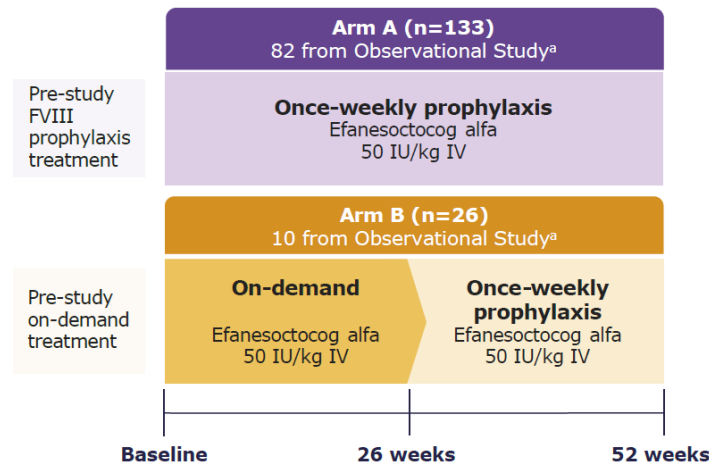 Arm A (n=133)
82 from Observational Studyᵃ
Pre-study
FVIII
prophylaxis
treatment
Once-weekly prophylaxis
Efanesoctocog alfa
50 IU/kg IV
Arm B (n=26)
10 from Observational Studyᵃ
Pre-study
on-demand
treatment
On-demand
Efanesoctocog alfa
50 IU/kg IV
Once-weekly
prophylaxis
Efanesoctocog alfa
50 IU/kg IV
Baseline
26 weeks
52 weeks